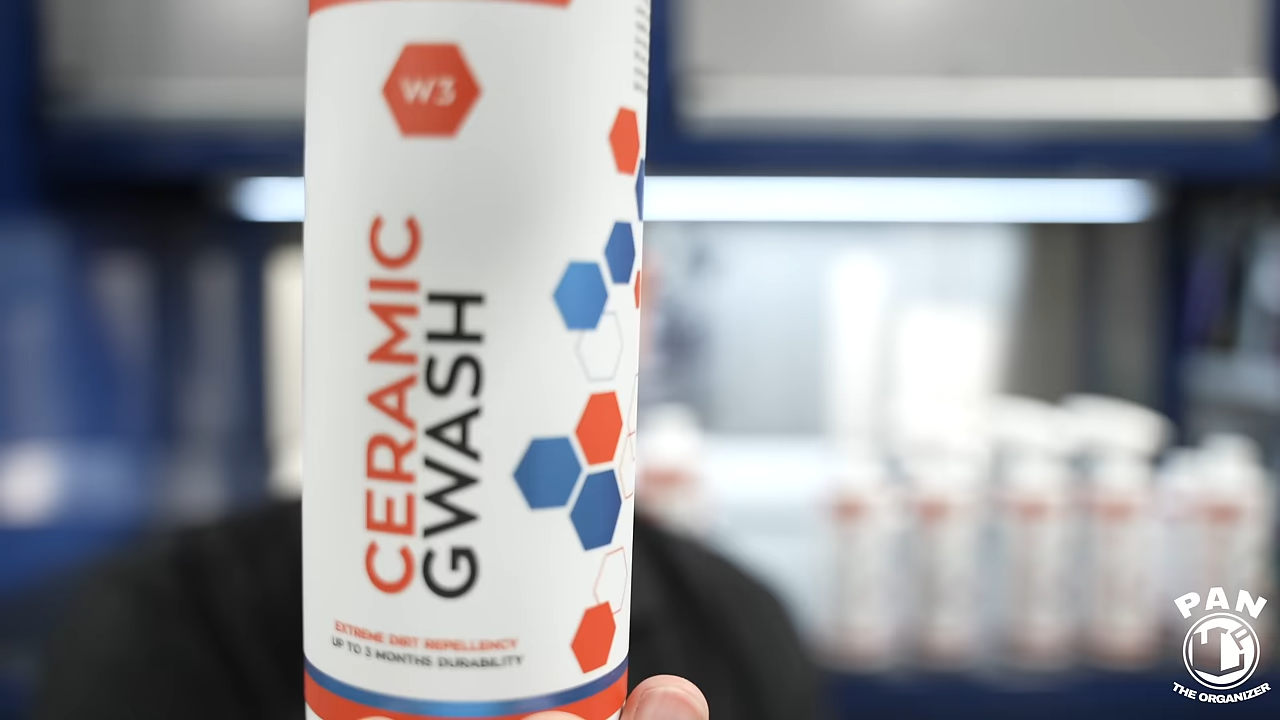 W3
CERAMIC
GWASH
EXTREME DIRT REPELLENCY
UP TO 3 MONTHS DURABILITY
PAN
THE ORGANIZER